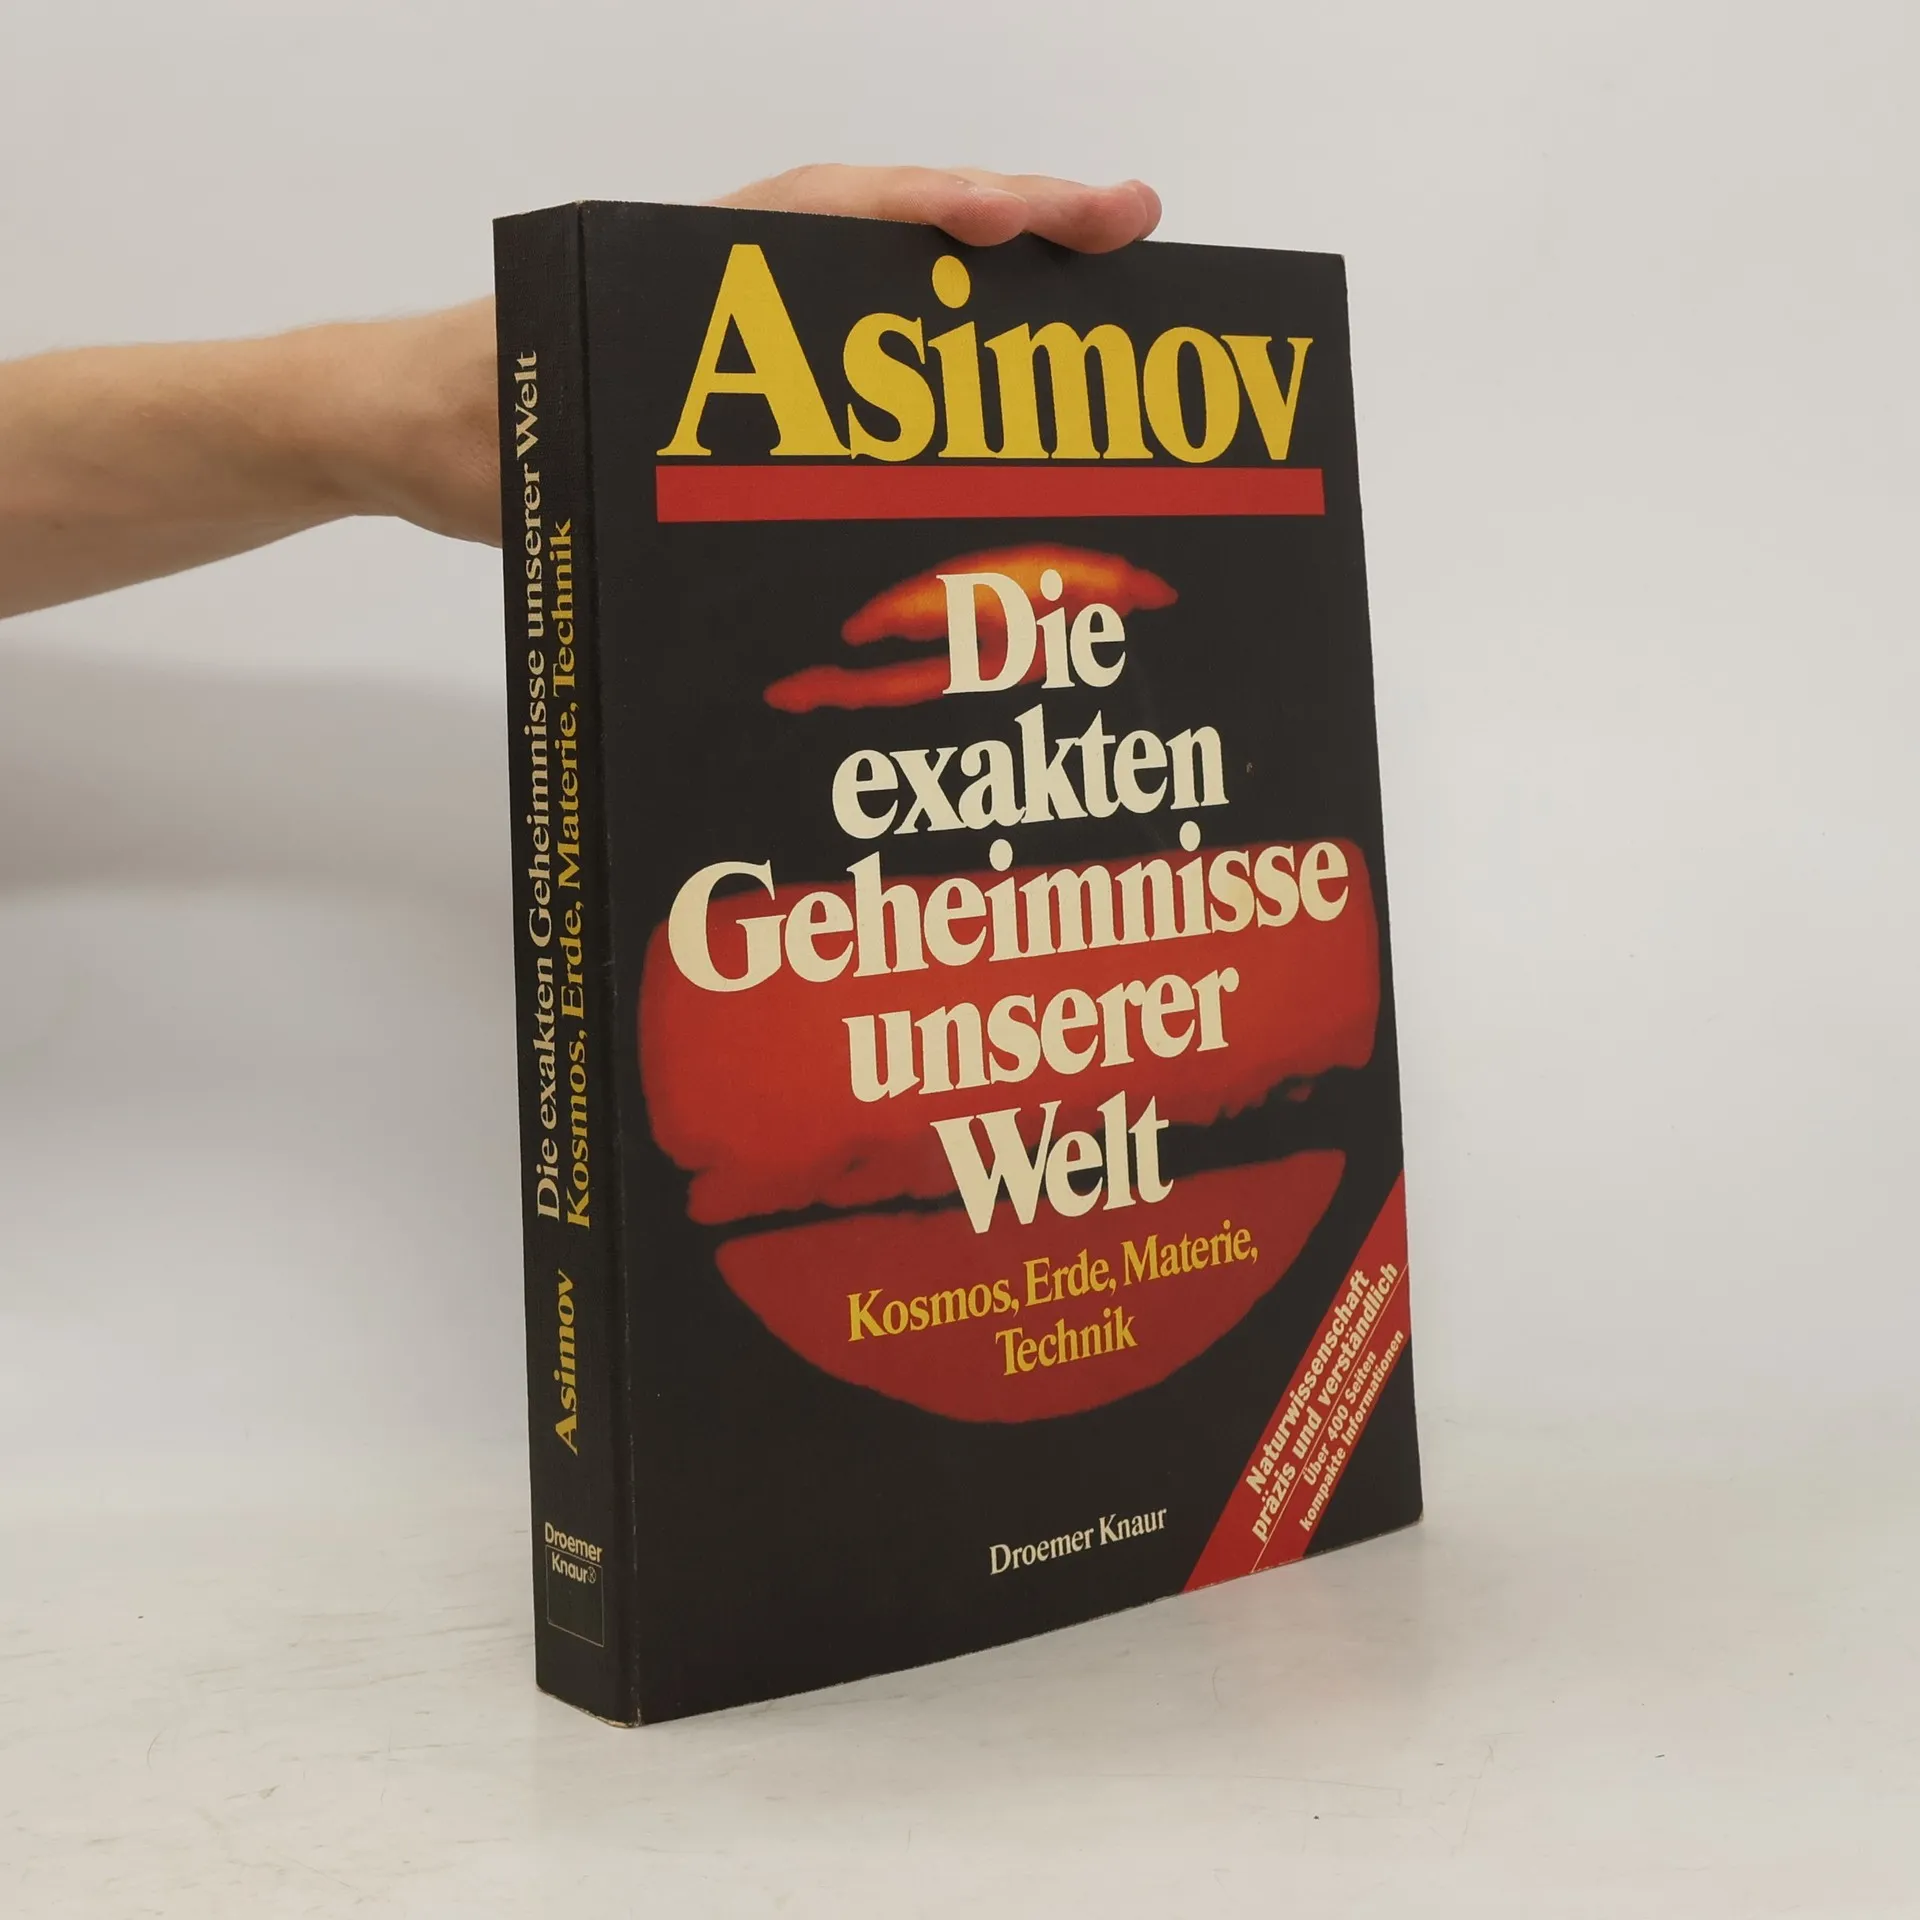 Asimov
Die
exakten
Geheimnisse
unserer
Welt
Kosmos, Erde, Materie,
Technik
Naturwissenschaft
präzis und verständlich
Über 400 Seiten
kompakte Informationen
Droemer Knaur
Asimov
Die exakten Geheimnisse unserer Welt
Kosmos, Erde, Materie, Technik
Droemer
Knaur®